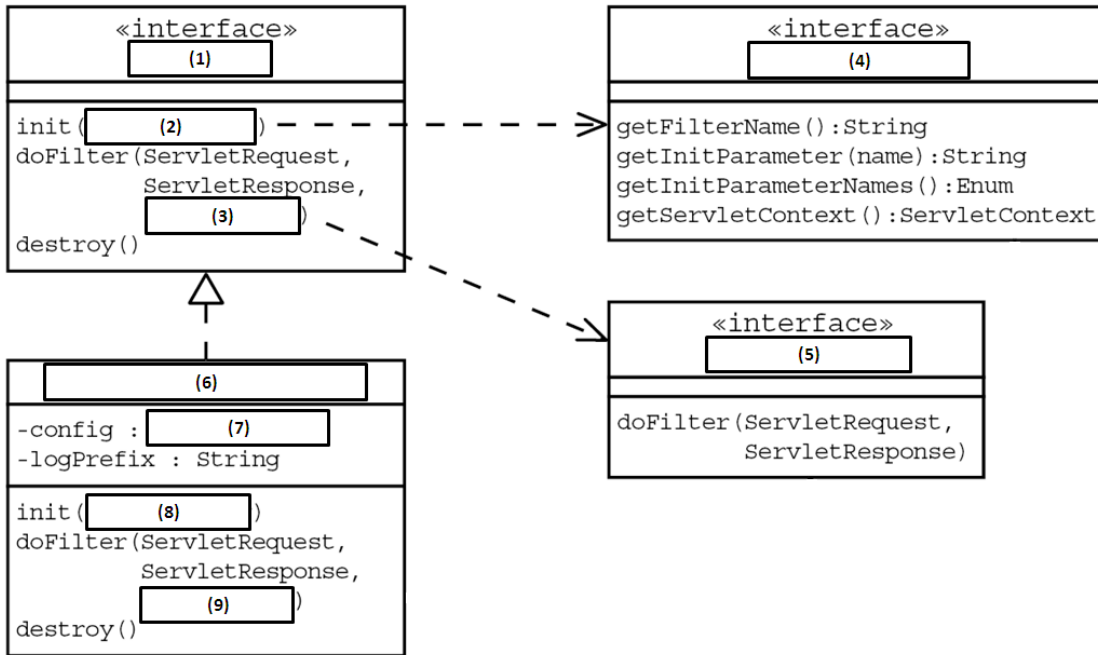 «interface»
(1)
init( (2) )
doFilter(ServletRequest,
ServletResponse,
(3) )
destroy()
«interface»
(4)
getFilterName():String
getInitParameter(name):String
getInitParameterNames():Enum
getServletContext():ServletContext
«interface»
(5)
doFilter(ServletRequest,
ServletResponse)
(6)
-config : (7)
-logPrefix : String
init( (8) )
doFilter(ServletRequest,
ServletResponse,
(9) )
destroy()